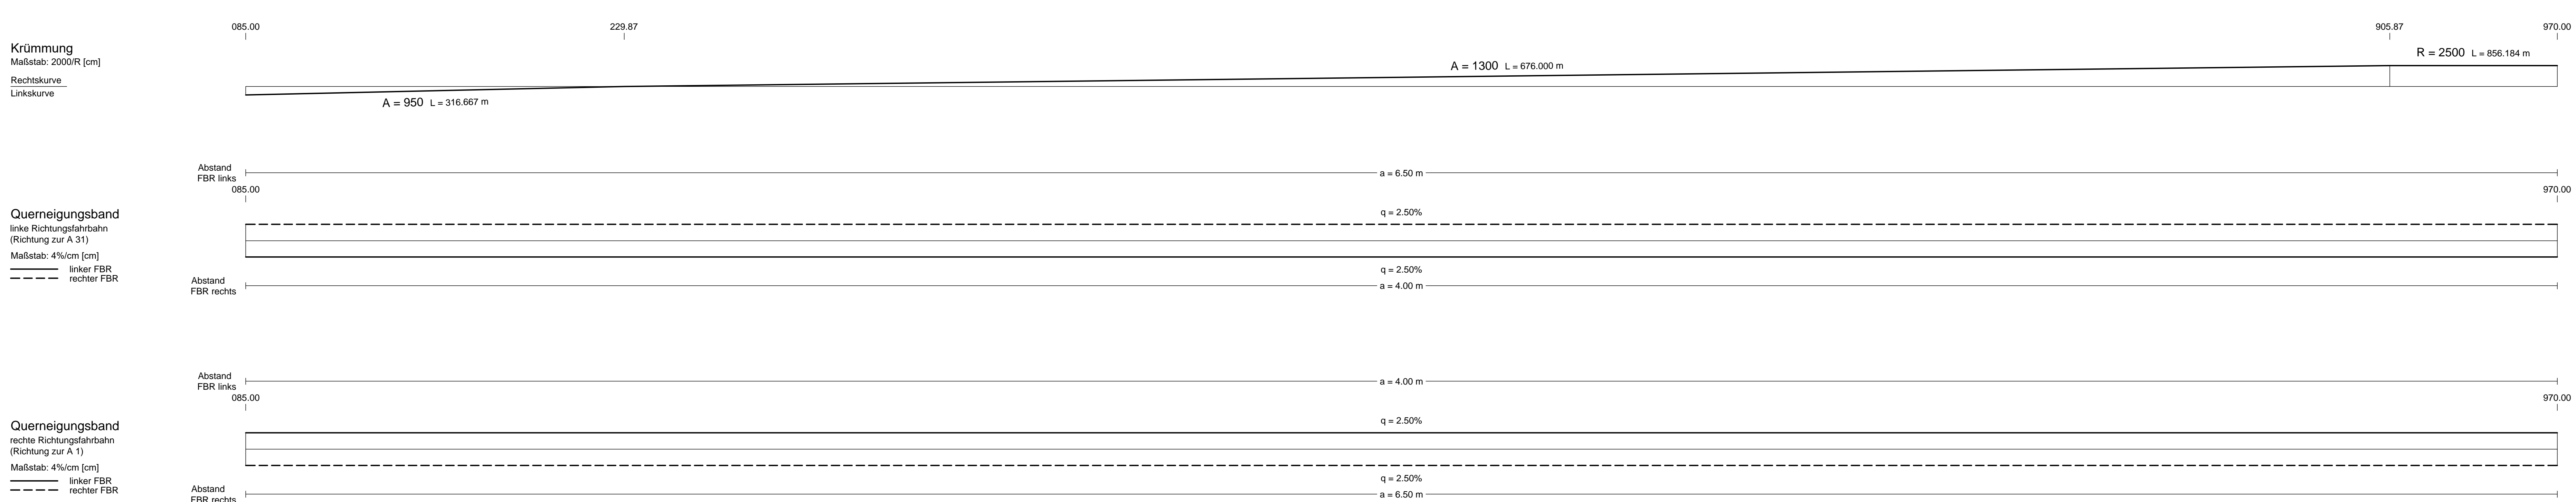 085.00
229.87
905.87
970.00
Krümmung
Maßstab: 2000/R [cm]
Rechtskurve
Linkskurve
A = 950 L = 316.667 m
A = 1300 L = 676.000 m
R = 2500 L = 856.184 m
Abstand
FBR links
a = 6.50 m
085.00
970.00
Querneigungsband
linke Richtungsfahrbahn
(Richtung zur A 31)
Maßstab: 4%/cm [cm]
linker FBR
rechter FBR
q = 2.50%
q = 2.50%
Abstand
FBR rechts
a = 4.00 m
Abstand
FBR links
a = 4.00 m
085.00
970.00
Querneigungsband
rechte Richtungsfahrbahn
(Richtung zur A 1)
Maßstab: 4%/cm [cm]
linker FBR
rechter FBR
q = 2.50%
q = 2.50%
Abstand
FBR rechts
a = 6.50 m